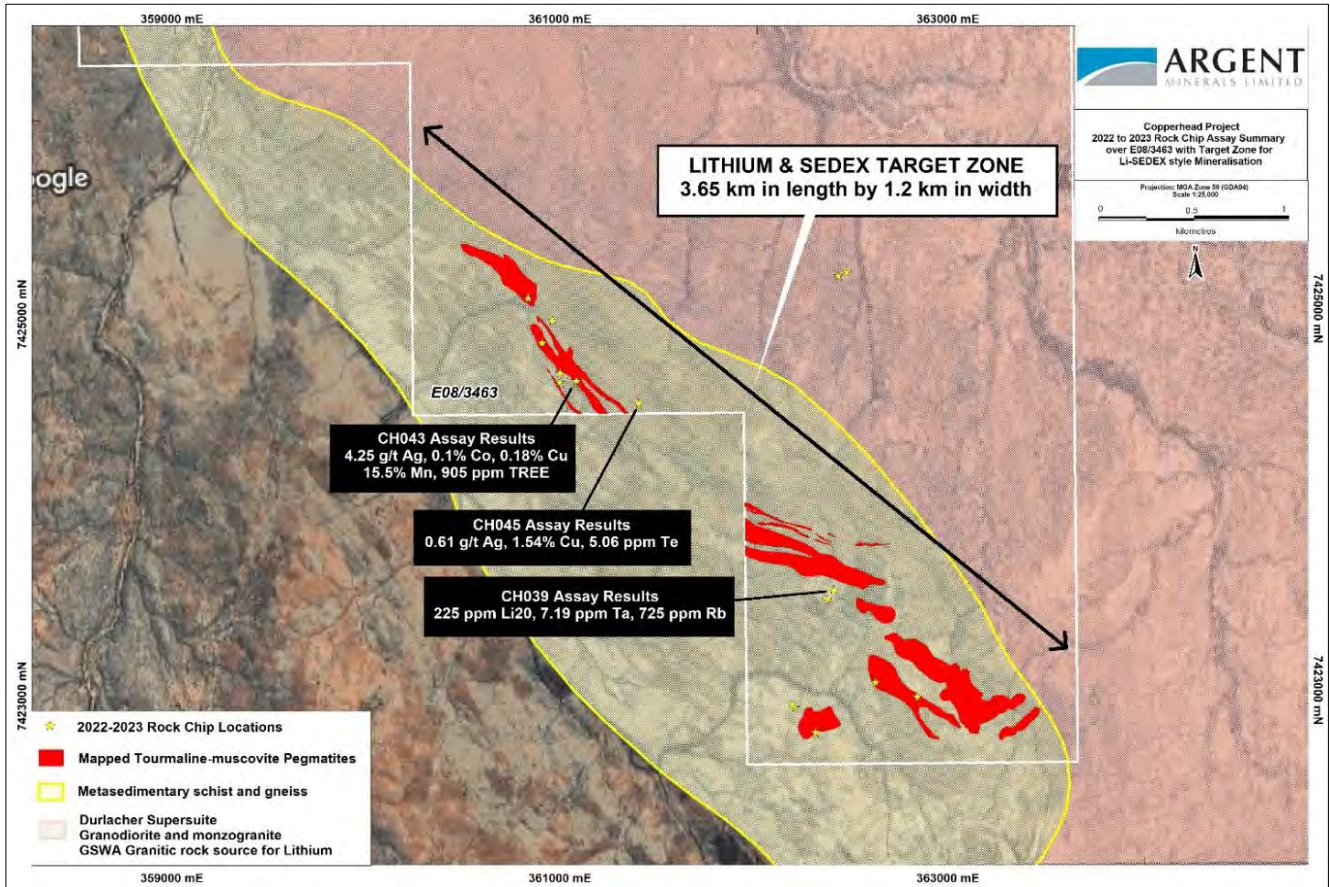 359000 mE
361000 mE
363000 mE
ARGENT
MINERALS LIMITED
Copperhead Project
2022 to 2023 Rock Chip Assay Summary
over E08/3463 with Target Zone for
Li-SEDEX style Mineralisation
Projection: MGA Zone 50 (GDA94)
Scale 1:25,000
0 0.5 1
kilometres
N
oogle
LITHIUM & SEDEX TARGET ZONE
3.65 km in length by 1.2 km in width
7425000 mN
7425000 mN
E08/3463
CH043 Assay Results
4.25 g/t Ag, 0.1% Co, 0.18% Cu
15.5% Mn, 905 ppm TREE
CH045 Assay Results
0.61 g/t Ag, 1.54% Cu, 5.06 ppm Te
CH039 Assay Results
225 ppm Li20, 7.19 ppm Ta, 725 ppm Rb
7423000 mN
7423000 mN
2022-2023 Rock Chip Locations
Mapped Tourmaline-muscovite Pegmatites
Metasedimentary schist and gneiss
Durlacher Supersuite
Granodiorite and monzogranite
GSWA Granitic rock source for Lithium
359000 mE
361000 mE
363000 mE